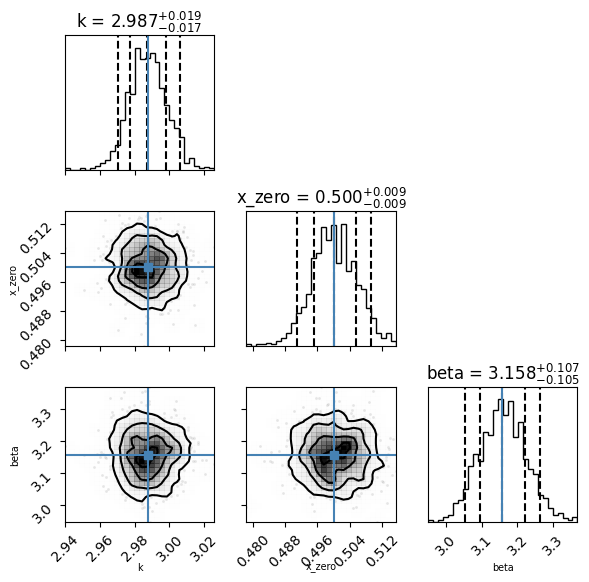 k = 2.987+0.019−0.017
x_zero = 0.500+0.009−0.009
x_zero
0.512
0.504
0.496
0.488
0.480
beta = 3.158+0.107−0.105
beta
3.3
3.2
3.1
3.0
2.94 2.96 2.98 3.00 3.02
k
0.480 0.488 0.496 0.504 0.512
x_zero
3.0 3.1 3.2 3.3
beta